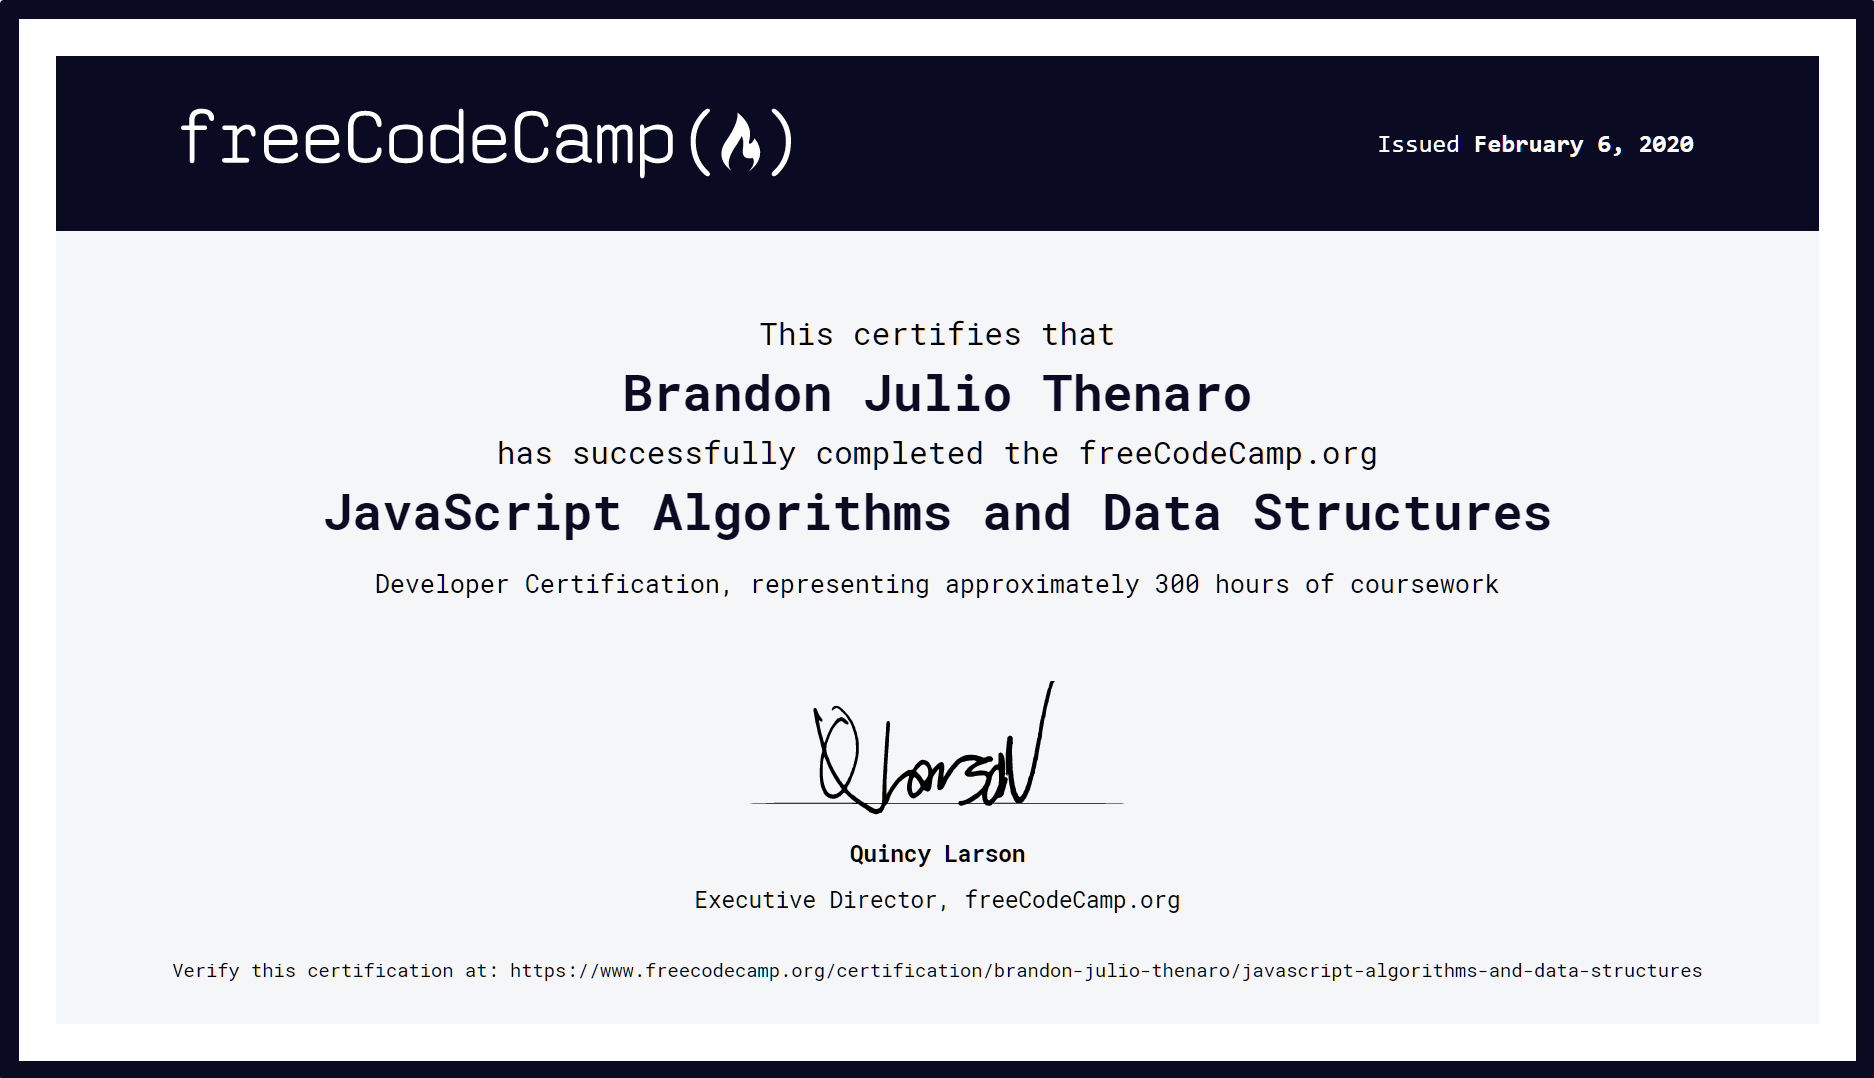 freeCodeCamp(🔥)
Issued February 6, 2020
This certifies that
Brandon Julio Thenaro
has successfully completed the freeCodeCamp.org
JavaScript Algorithms and Data Structures
Developer Certification, representing approximately 300 hours of coursework
QLarson
Quincy Larson
Executive Director, freeCodeCamp.org
Verify this certification at: https://www.freecodecamp.org/certification/brandon-julio-thenaro/javascript-algorithms-and-data-structures